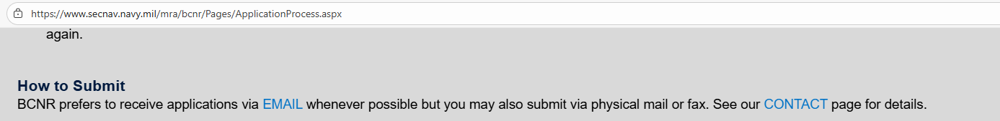 https://www.secnav.navy.mil/mra/bcnr/Pages/ApplicationProcess.aspx
again.
How to Submit
BCNR prefers to receive applications via EMAIL whenever possible but you may also submit via physical mail or fax. See our CONTACT page for details.